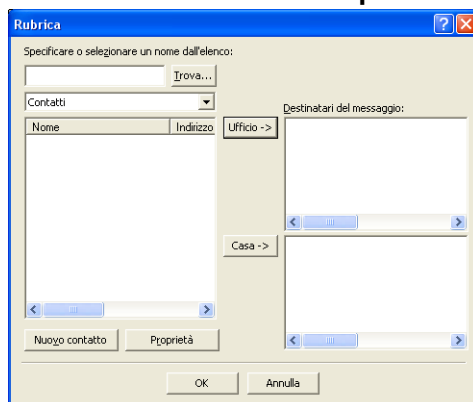 Rubrica
Specificare o selezionare un nome dall'elenco:
Trova...
Contatti
Destinatari del messaggio:
Nome Indirizzo
Ufficio ->
Casa ->
Nuovo contatto Proprietà
OK Annulla